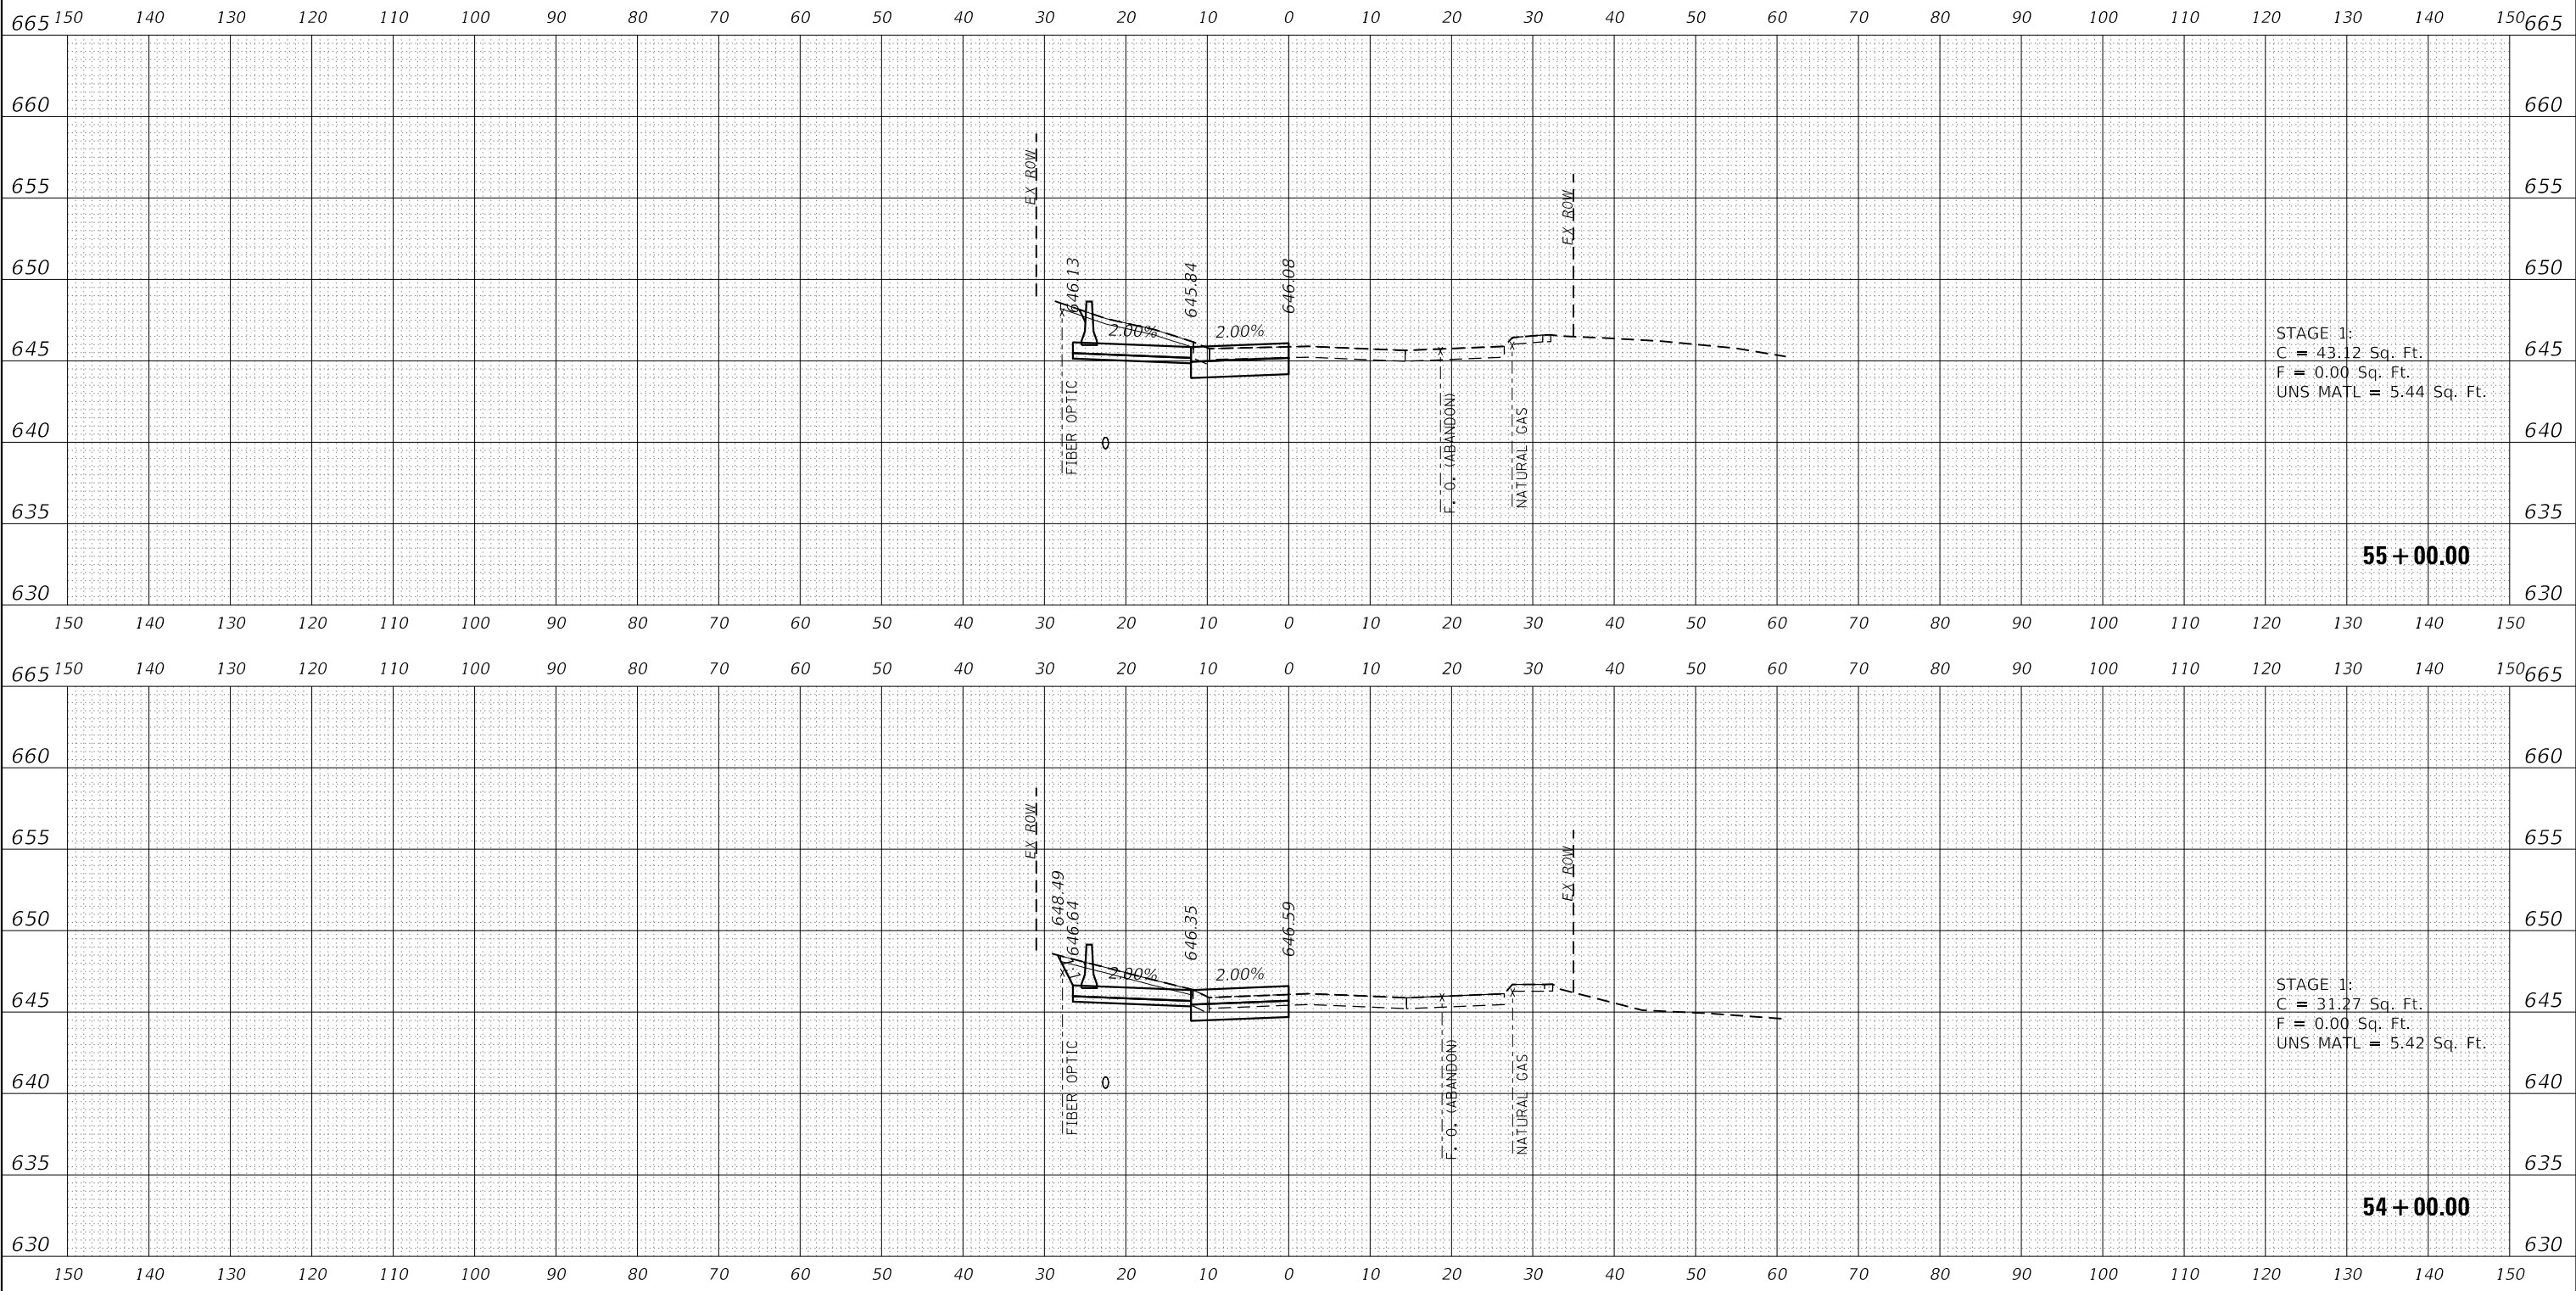 150 140 130 120 110 100 90 80 70 60 50 40 30 20 10 0 10 20 30 40 50 60 70 80 90 100 110 120 130 140 150
665 665
660 660
655 655
650 650
645 645
640 640
635 635
630 630
EX ROW
646.13
645.84
646.08
EX ROW
2.00% 2.00%
FIBER OPTIC
F. O. (ABANDON)
NATURAL GAS
STAGE 1:
C = 43.12 Sq. Ft.
F = 0.00 Sq. Ft.
UNS MATL = 5.44 Sq. Ft.
55+00.00
150 140 130 120 110 100 90 80 70 60 50 40 30 20 10 0 10 20 30 40 50 60 70 80 90 100 110 120 130 140 150
150 140 130 120 110 100 90 80 70 60 50 40 30 20 10 0 10 20 30 40 50 60 70 80 90 100 110 120 130 140 150
665 665
660 660
655 655
650 650
645 645
640 640
635 635
630 630
EX ROW
648.49
646.64
646.35
646.59
EX ROW
2.00% 2.00%
FIBER OPTIC
F. O. (ABANDON)
NATURAL GAS
STAGE 1:
C = 31.27 Sq. Ft.
F = 0.00 Sq. Ft.
UNS MATL = 5.42 Sq. Ft.
54+00.00
150 140 130 120 110 100 90 80 70 60 50 40 30 20 10 0 10 20 30 40 50 60 70 80 90 100 110 120 130 140 150